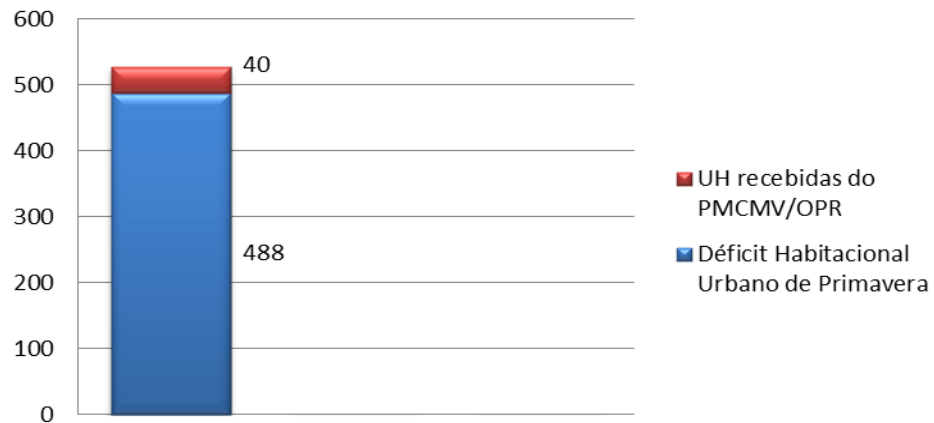 600
500
400
300
200
100
0
40
488
UH recebidas do
PMCMV/OPR
Déficit Habitacional
Urbano de Primavera